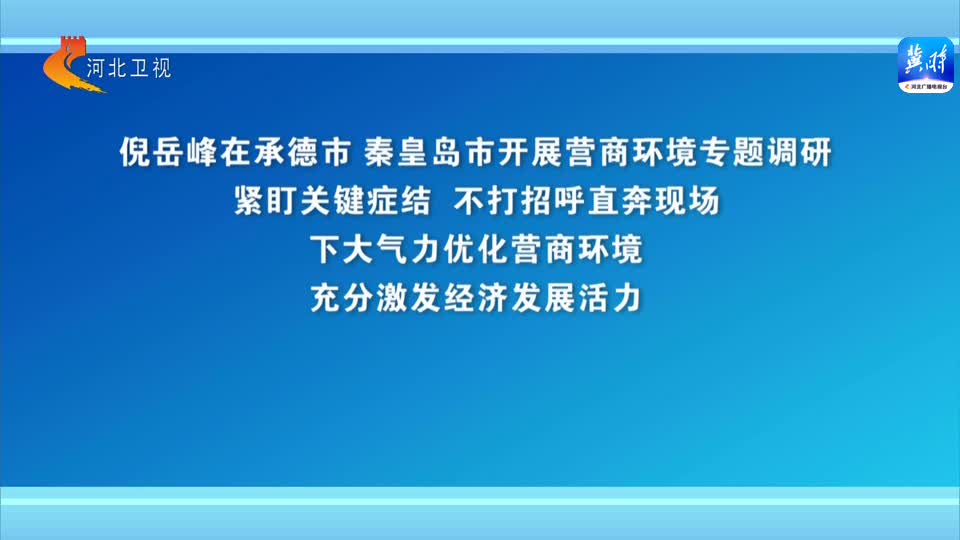 河北卫视
冀时
河北广播电视台
倪岳峰在承德市 秦皇岛市开展营商环境专题调研
紧盯关键症结 不打招呼直奔现场
下大气力优化营商环境
充分激发经济发展活力